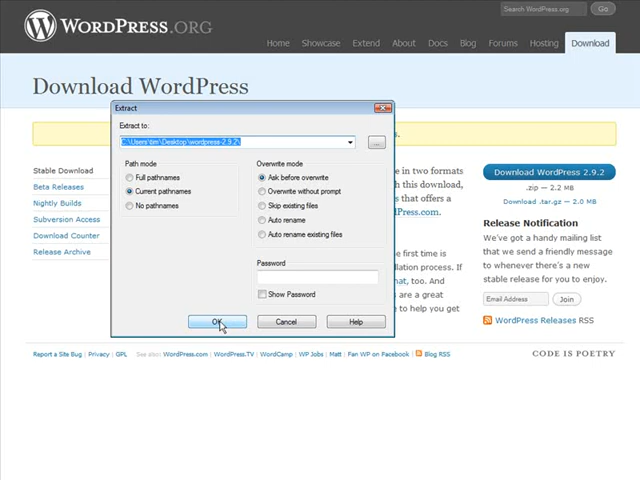 Search WordPress.org
Go
WORDPRESS.ORG
Home Showcase Extend About Docs Blog Forums Hosting Download
Download WordPress
Extract
Extract to:
C:\Users\tim\Desktop\wordpress-2.9.2\
...
Path mode
Full pathnames
Current pathnames
No pathnames
Overwrite mode
Ask before overwrite
Overwrite without prompt
Skip existing files
Auto rename
Auto rename existing files
Password
Show Password
OK
Cancel
Help
Stable Download
Beta Releases
Nightly Builds
Subversion Access
Download Counter
Release Archive
s.
e in two formats
h this download,
rs that offers a
dPress.com.
he first time is
llation process. If
hat, too. And
s are a great
e to help you get
Download WordPress 2.9.2
.zip — 2.2 MB
Download .tar.gz — 2.0 MB
Release Notification
We've got a handy mailing list
that we send a friendly message
to whenever there's a new
stable release for you to enjoy.
Email Address
Join
WordPress Releases RSS
Report a Site Bug | Privacy | GPL
See also: WordPress.com | WordPress.TV | WordCamp | WP Jobs | Matt | Fan WP on Facebook | Blog RSS
CODE IS POETRY